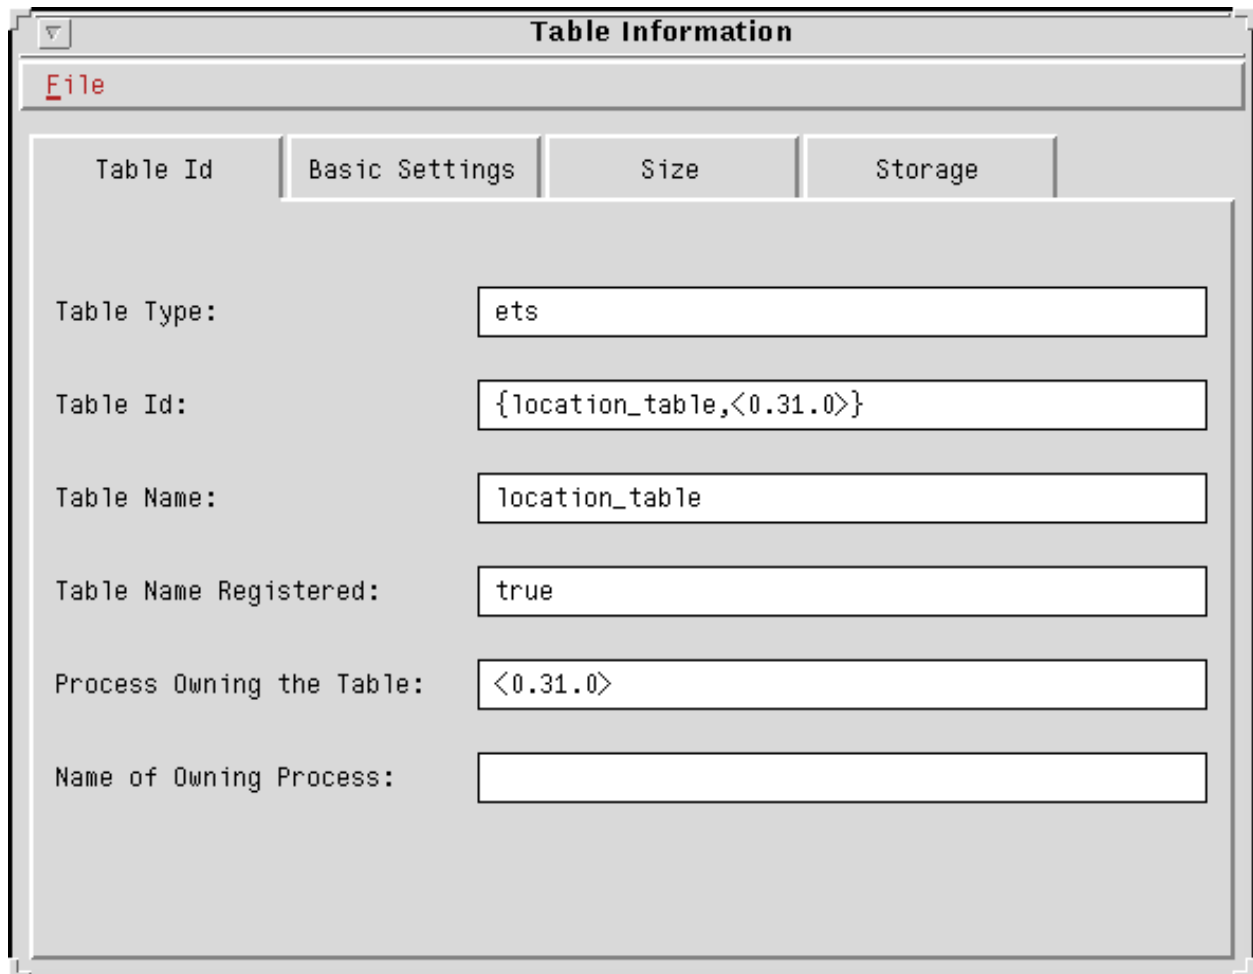 Table Information
File
Table Id Basic Settings Size Storage
Table Type: ets
Table Id: {location_table,<0.31.0>}
Table Name: location_table
Table Name Registered: true
Process Owning the Table: <0.31.0>
Name of Owning Process: